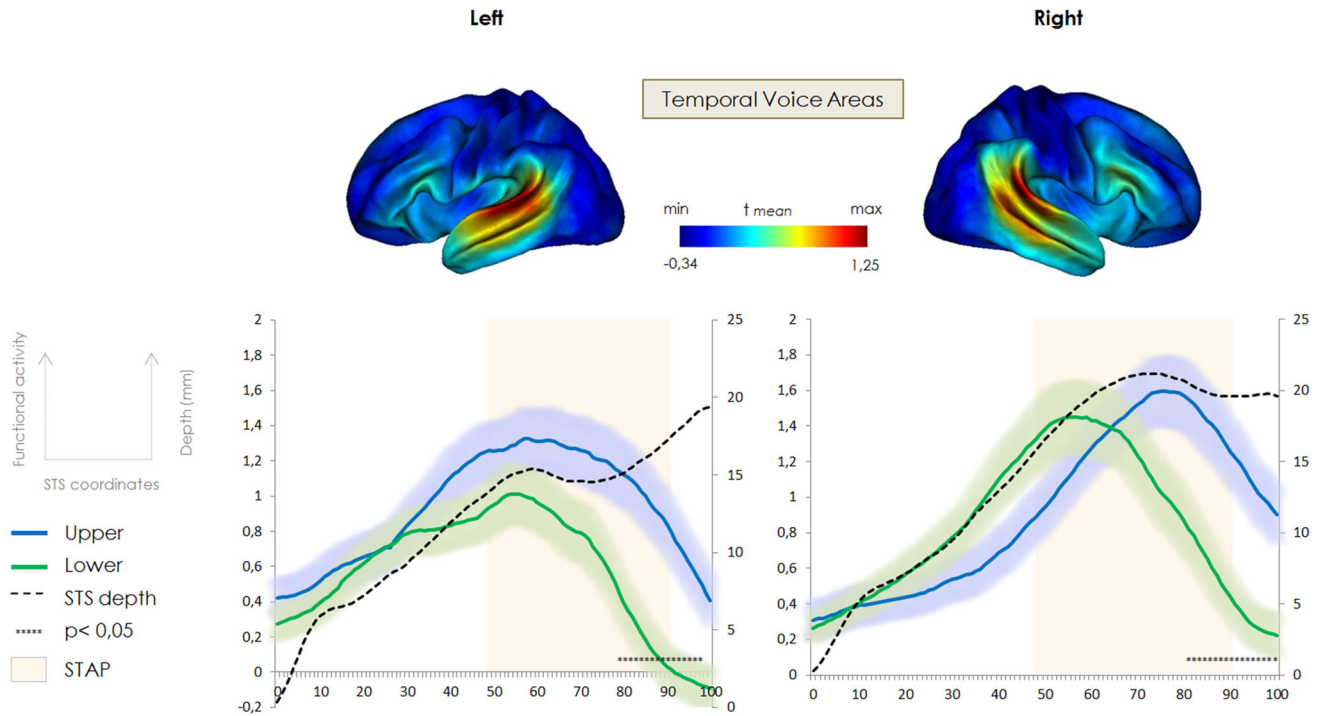 Left
Right
Temporal Voice Areas
min t mean max
-0,34 1,25
Functional activity
Depth (mm)
STS coordinates
Upper
Lower
STS depth
***** p< 0,05
STAP
2
1,8
1,6
1,4
1,2
1
0,8
0,6
0,4
0,2
0
-0,2
0 10 20 30 40 50 60 70 80 90 100
25
20
15
10
5
0
2
1,8
1,6
1,4
1,2
1
0,8
0,6
0,4
0,2
0
0 10 20 30 40 50 60 70 80 90 100
25
20
15
10
5
0